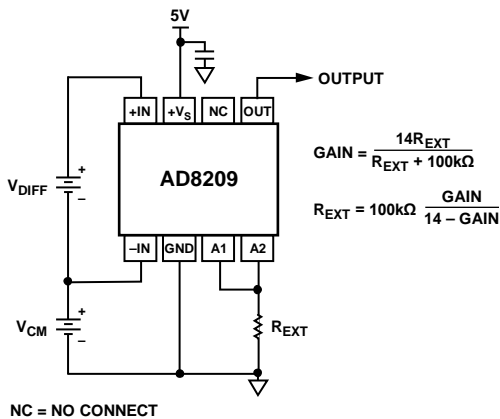 5V
OUTPUT
+IN
+VS
NC
OUT
GAIN = 14REXT / REXT + 100kΩ
AD8209
VDIFF
+
–
REXT = 100kΩ GAIN / 14 – GAIN
–IN
GND
A1
A2
+
VCM
–
REXT
NC = NO CONNECT